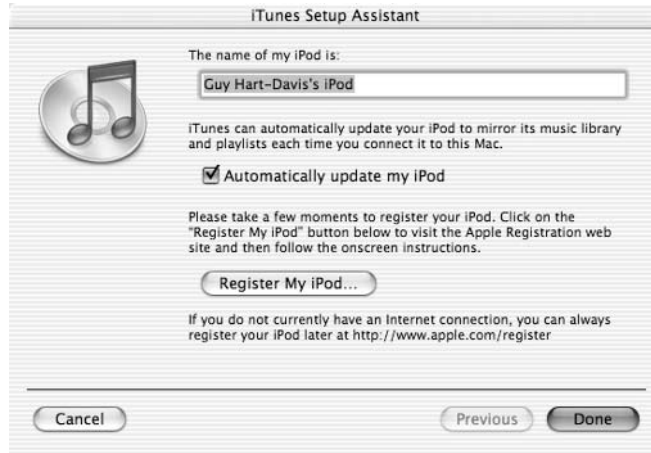 iTunes Setup Assistant
The name of my iPod is:
Guy Hart-Davis's iPod
iTunes can automatically update your iPod to mirror its music library
and playlists each time you connect it to this Mac.
Automatically update my iPod
Please take a few moments to register your iPod. Click on the
"Register My iPod" button below to visit the Apple Registration web
site and then follow the onscreen instructions.
Register My iPod...
If you do not currently have an Internet connection, you can always
register your iPod later at http://www.apple.com/register
Cancel Previous Done